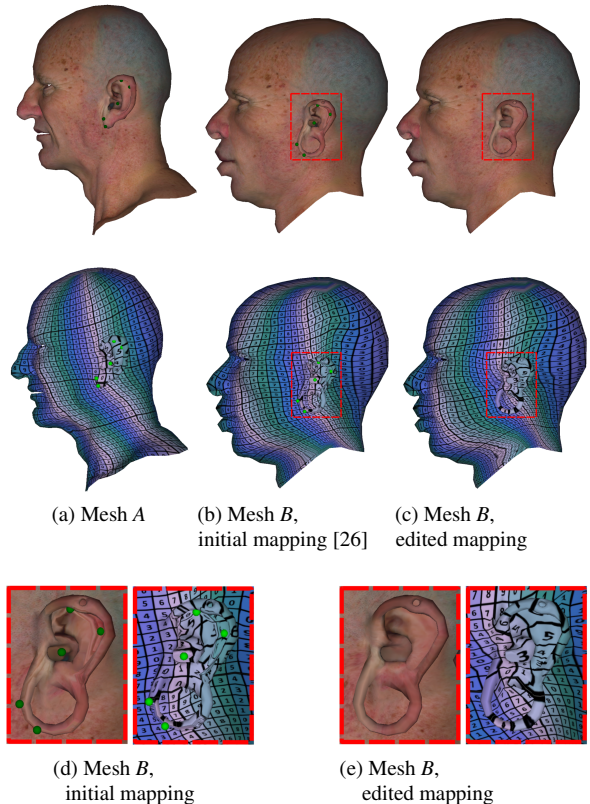 (a) Mesh A
(b) Mesh B,
initial mapping [26]
(c) Mesh B,
edited mapping
(d) Mesh B,
initial mapping
(e) Mesh B,
edited mapping